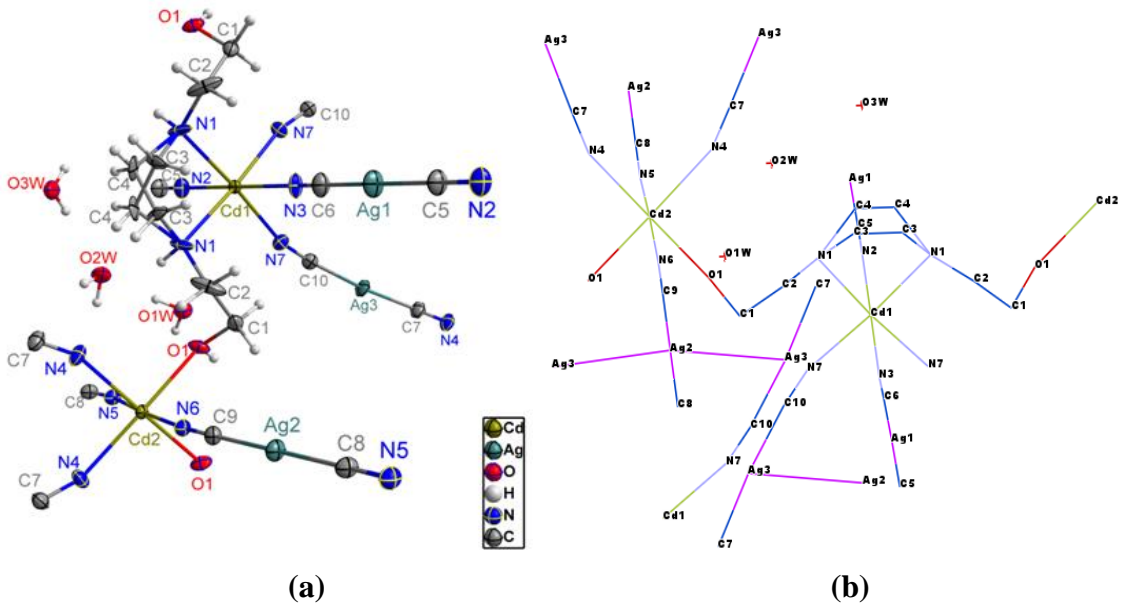 O1
C1
C2
N1
C10
N7
C3
C4
C5
N2
O3W
Cd1
N3
C6
Ag1
C5
N2
C4
C3
N1
N7
C10
O2W
C2
Ag3
C7
N4
O1W
C1
O1
C7
N4
C8
N5
N6
C9
Ag2
C8
N5
Cd2
N4
C7
O1
Cd
Ag
O
H
N
C
(a)
Ag3
Ag3
Ag2
C7
C7
O3W
C8
N4
N4
N5
O2W
Ag1
C4
C4
Cd2
Cd2
C5
C3
C3
N2
N1
N1
O1W
N6
O1
O1
O1
C9
C2
C7
C2
C1
C1
Cd1
Ag2
Ag3
Ag3
N7
N7
N3
C6
C8
C10
C10
Ag1
N7
Ag3
Ag2
C5
Cd1
C7
(b)